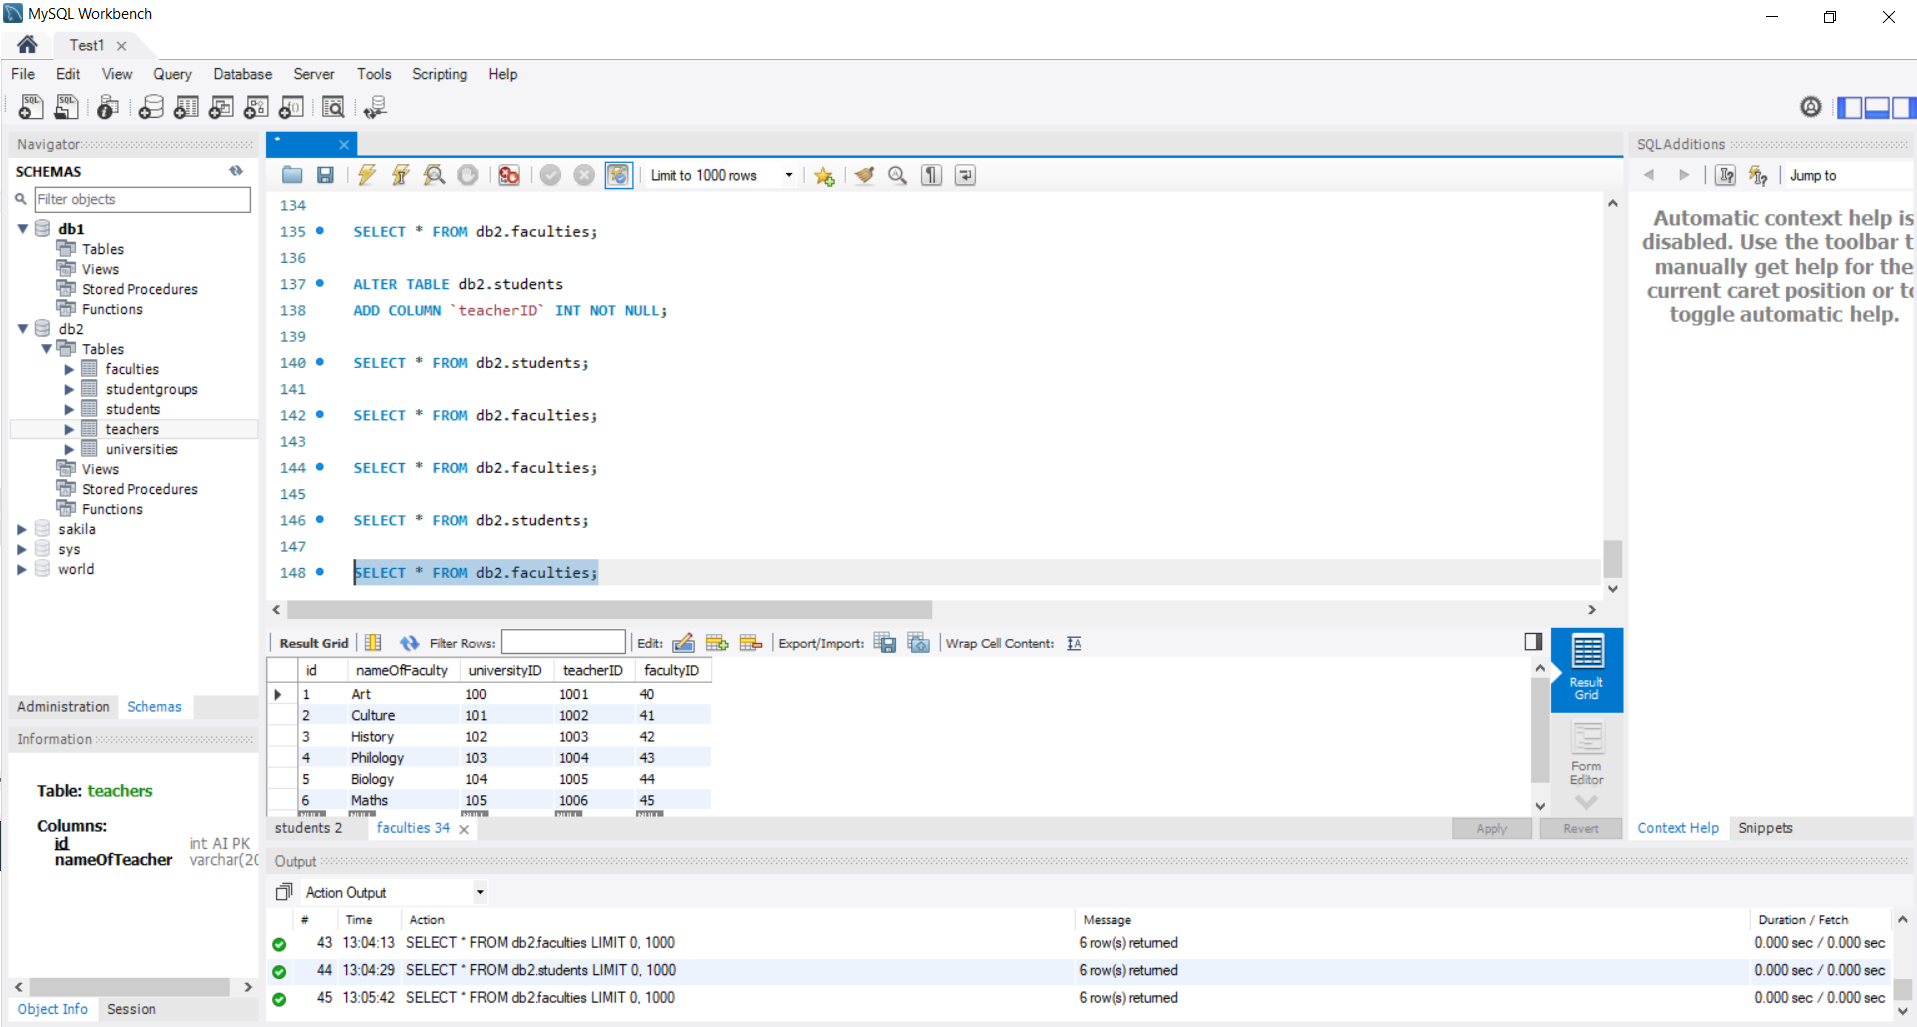 MySQL Workbench
Test1
File Edit View Query Database Server Tools Scripting Help
Navigator
SCHEMAS
Filter objects
db1
Tables
Views
Stored Procedures
Functions
db2
Tables
faculties
studentgroups
students
teachers
universities
Views
Stored Procedures
Functions
sakila
sys
world
Administration Schemas
Information
Table: teachers
Columns:
id int AI PK
nameOfTeacher varchar(20
Object Info Session
Limit to 1000 rows
134
135 SELECT * FROM db2.faculties;
136
137 ALTER TABLE db2.students
138 ADD COLUMN `teacherID` INT NOT NULL;
139
140 SELECT * FROM db2.students;
141
142 SELECT * FROM db2.faculties;
143
144 SELECT * FROM db2.faculties;
145
146 SELECT * FROM db2.students;
147
148 SELECT * FROM db2.faculties;
Result Grid Filter Rows: Edit: Export/Import: Wrap Cell Content:
id nameOfFaculty universityID teacherID facultyID
1 Art 100 1001 40
2 Culture 101 1002 41
3 History 102 1003 42
4 Philology 103 1004 43
5 Biology 104 1005 44
6 Maths 105 1006 45
NULL NULL NULL NULL NULL
Result
Grid
Form
Editor
students 2 faculties 34 Apply Revert
Output
Action Output
# Time Action Message Duration / Fetch
43 13:04:13 SELECT * FROM db2.faculties LIMIT 0, 1000 6 row(s) returned 0.000 sec / 0.000 sec
44 13:04:29 SELECT * FROM db2.students LIMIT 0, 1000 6 row(s) returned 0.000 sec / 0.000 sec
45 13:05:42 SELECT * FROM db2.faculties LIMIT 0, 1000 6 row(s) returned 0.000 sec / 0.000 sec
SQLAdditions
Jump to
Automatic context help is
disabled. Use the toolbar t
manually get help for the
current caret position or to
toggle automatic help.
Context Help Snippets